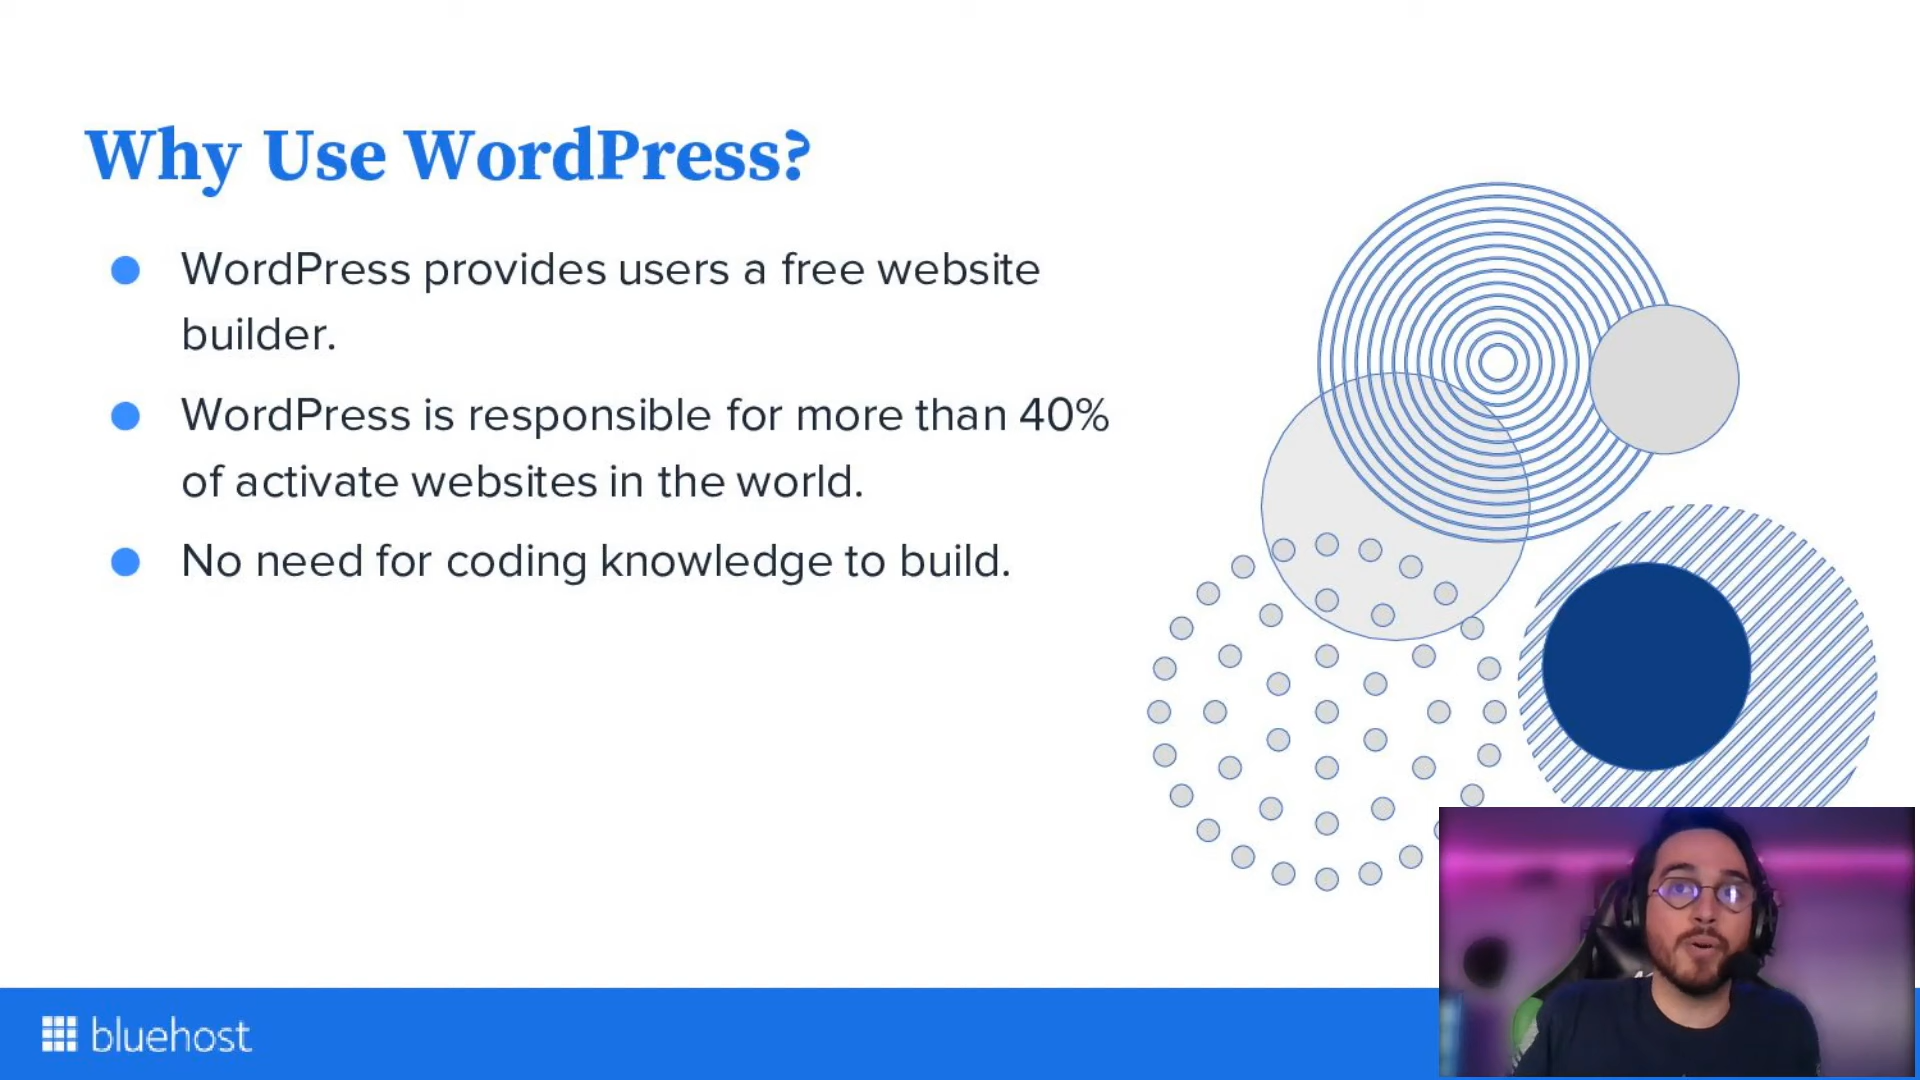 Why Use WordPress?
WordPress provides users a free website
builder.
WordPress is responsible for more than 40%
of activate websites in the world.
No need for coding knowledge to build.
bluehost